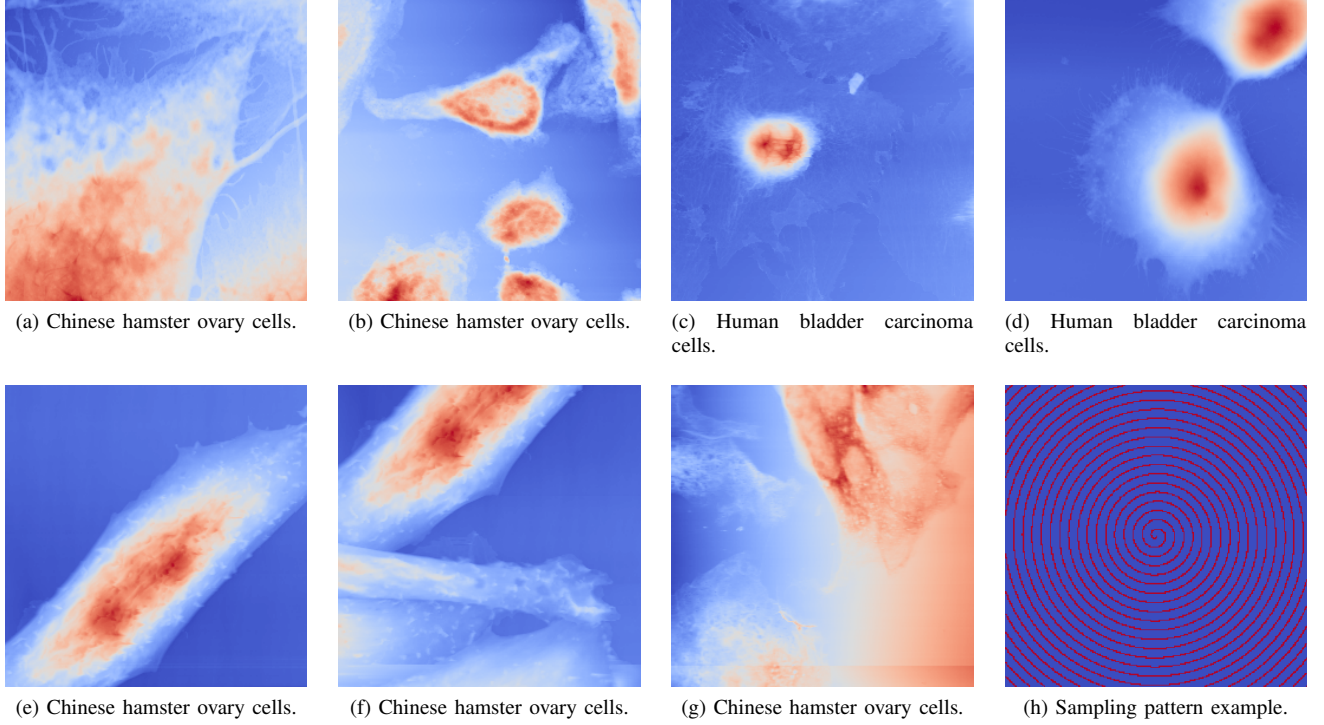 (a) Chinese hamster ovary cells.
(b) Chinese hamster ovary cells.
(c) Human bladder carcinoma
cells.
(d) Human bladder carcinoma
cells.
(e) Chinese hamster ovary cells.
(f) Chinese hamster ovary cells.
(g) Chinese hamster ovary cells.
(h) Sampling pattern example.